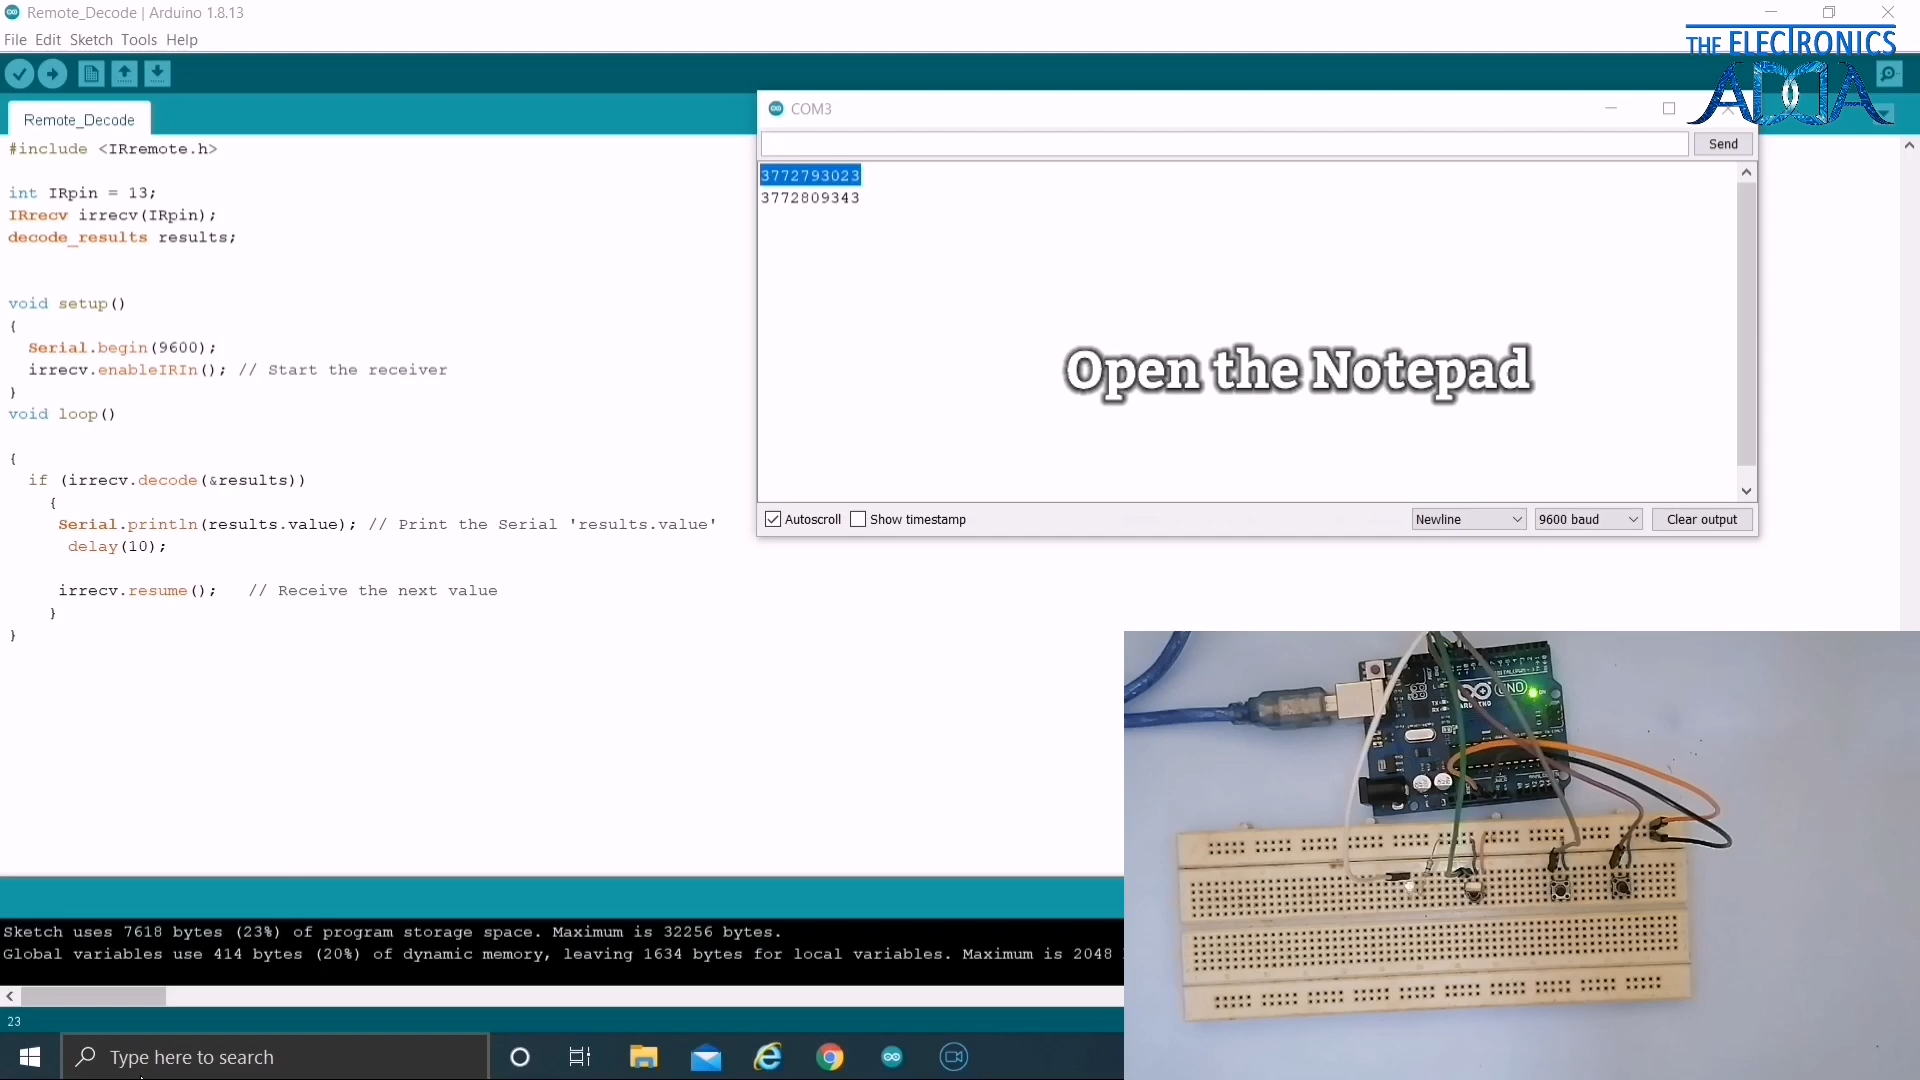 Remote_Decode | Arduino 1.8.13
File Edit Sketch Tools Help
THE ELECTRONICS
ADDA
Remote_Decode
#include <IRremote.h>
int IRpin = 13;
IRrecv irrecv(IRpin);
decode_results results;
void setup()
{
Serial.begin(9600);
irrecv.enableIRIn(); // Start the receiver
}
void loop()
{
if (irrecv.decode(&results))
{
Serial.println(results.value); // Print the Serial 'results.value'
delay(10);
irrecv.resume(); // Receive the next value
}
}
COM3
Send
3772793023
3772809343
Open the Notepad
Autoscroll Show timestamp Newline 9600 baud Clear output
UNO
ARDUINO
Sketch uses 7618 bytes (23%) of program storage space. Maximum is 32256 bytes.
Global variables use 414 bytes (20%) of dynamic memory, leaving 1634 bytes for local variables. Maximum is 2048
23
Type here to search